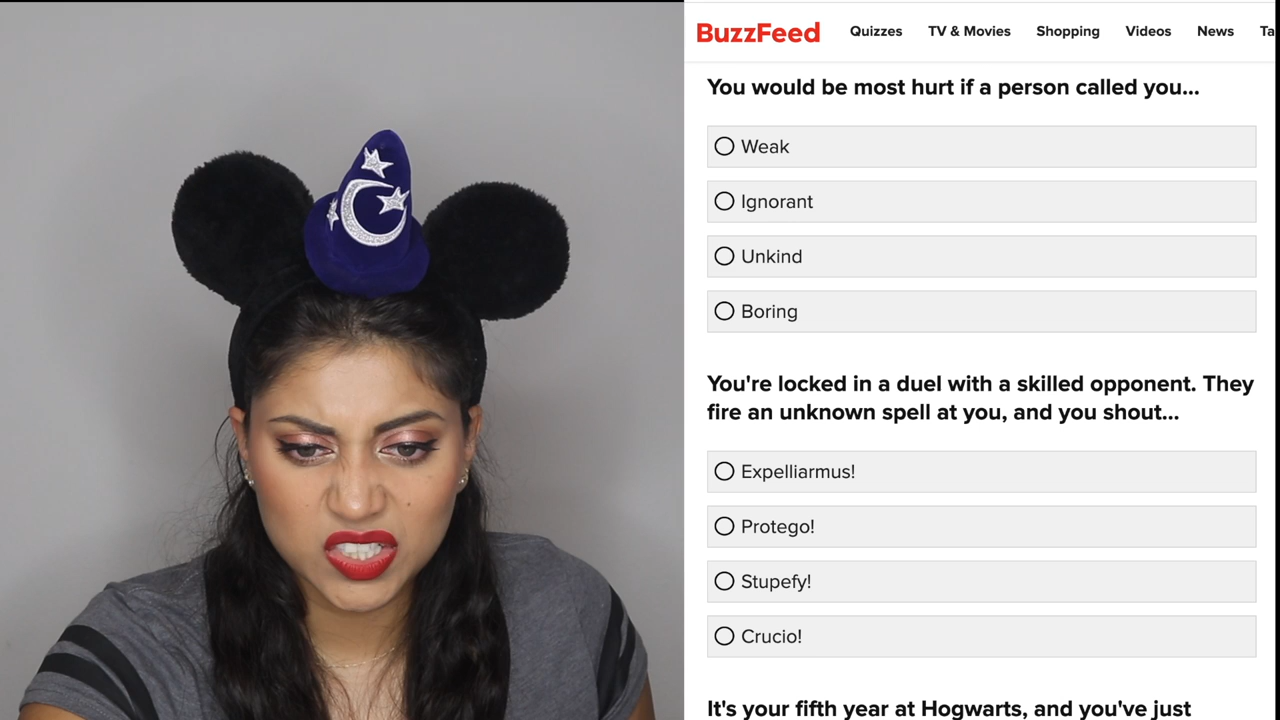 BuzzFeed Quizzes TV & Movies Shopping Videos News Ta
You would be most hurt if a person called you...
Weak
Ignorant
Unkind
Boring
You're locked in a duel with a skilled opponent. They
fire an unknown spell at you, and you shout...
Expelliarmus!
Protego!
Stupefy!
Crucio!
It's your fifth year at Hogwarts, and you've just